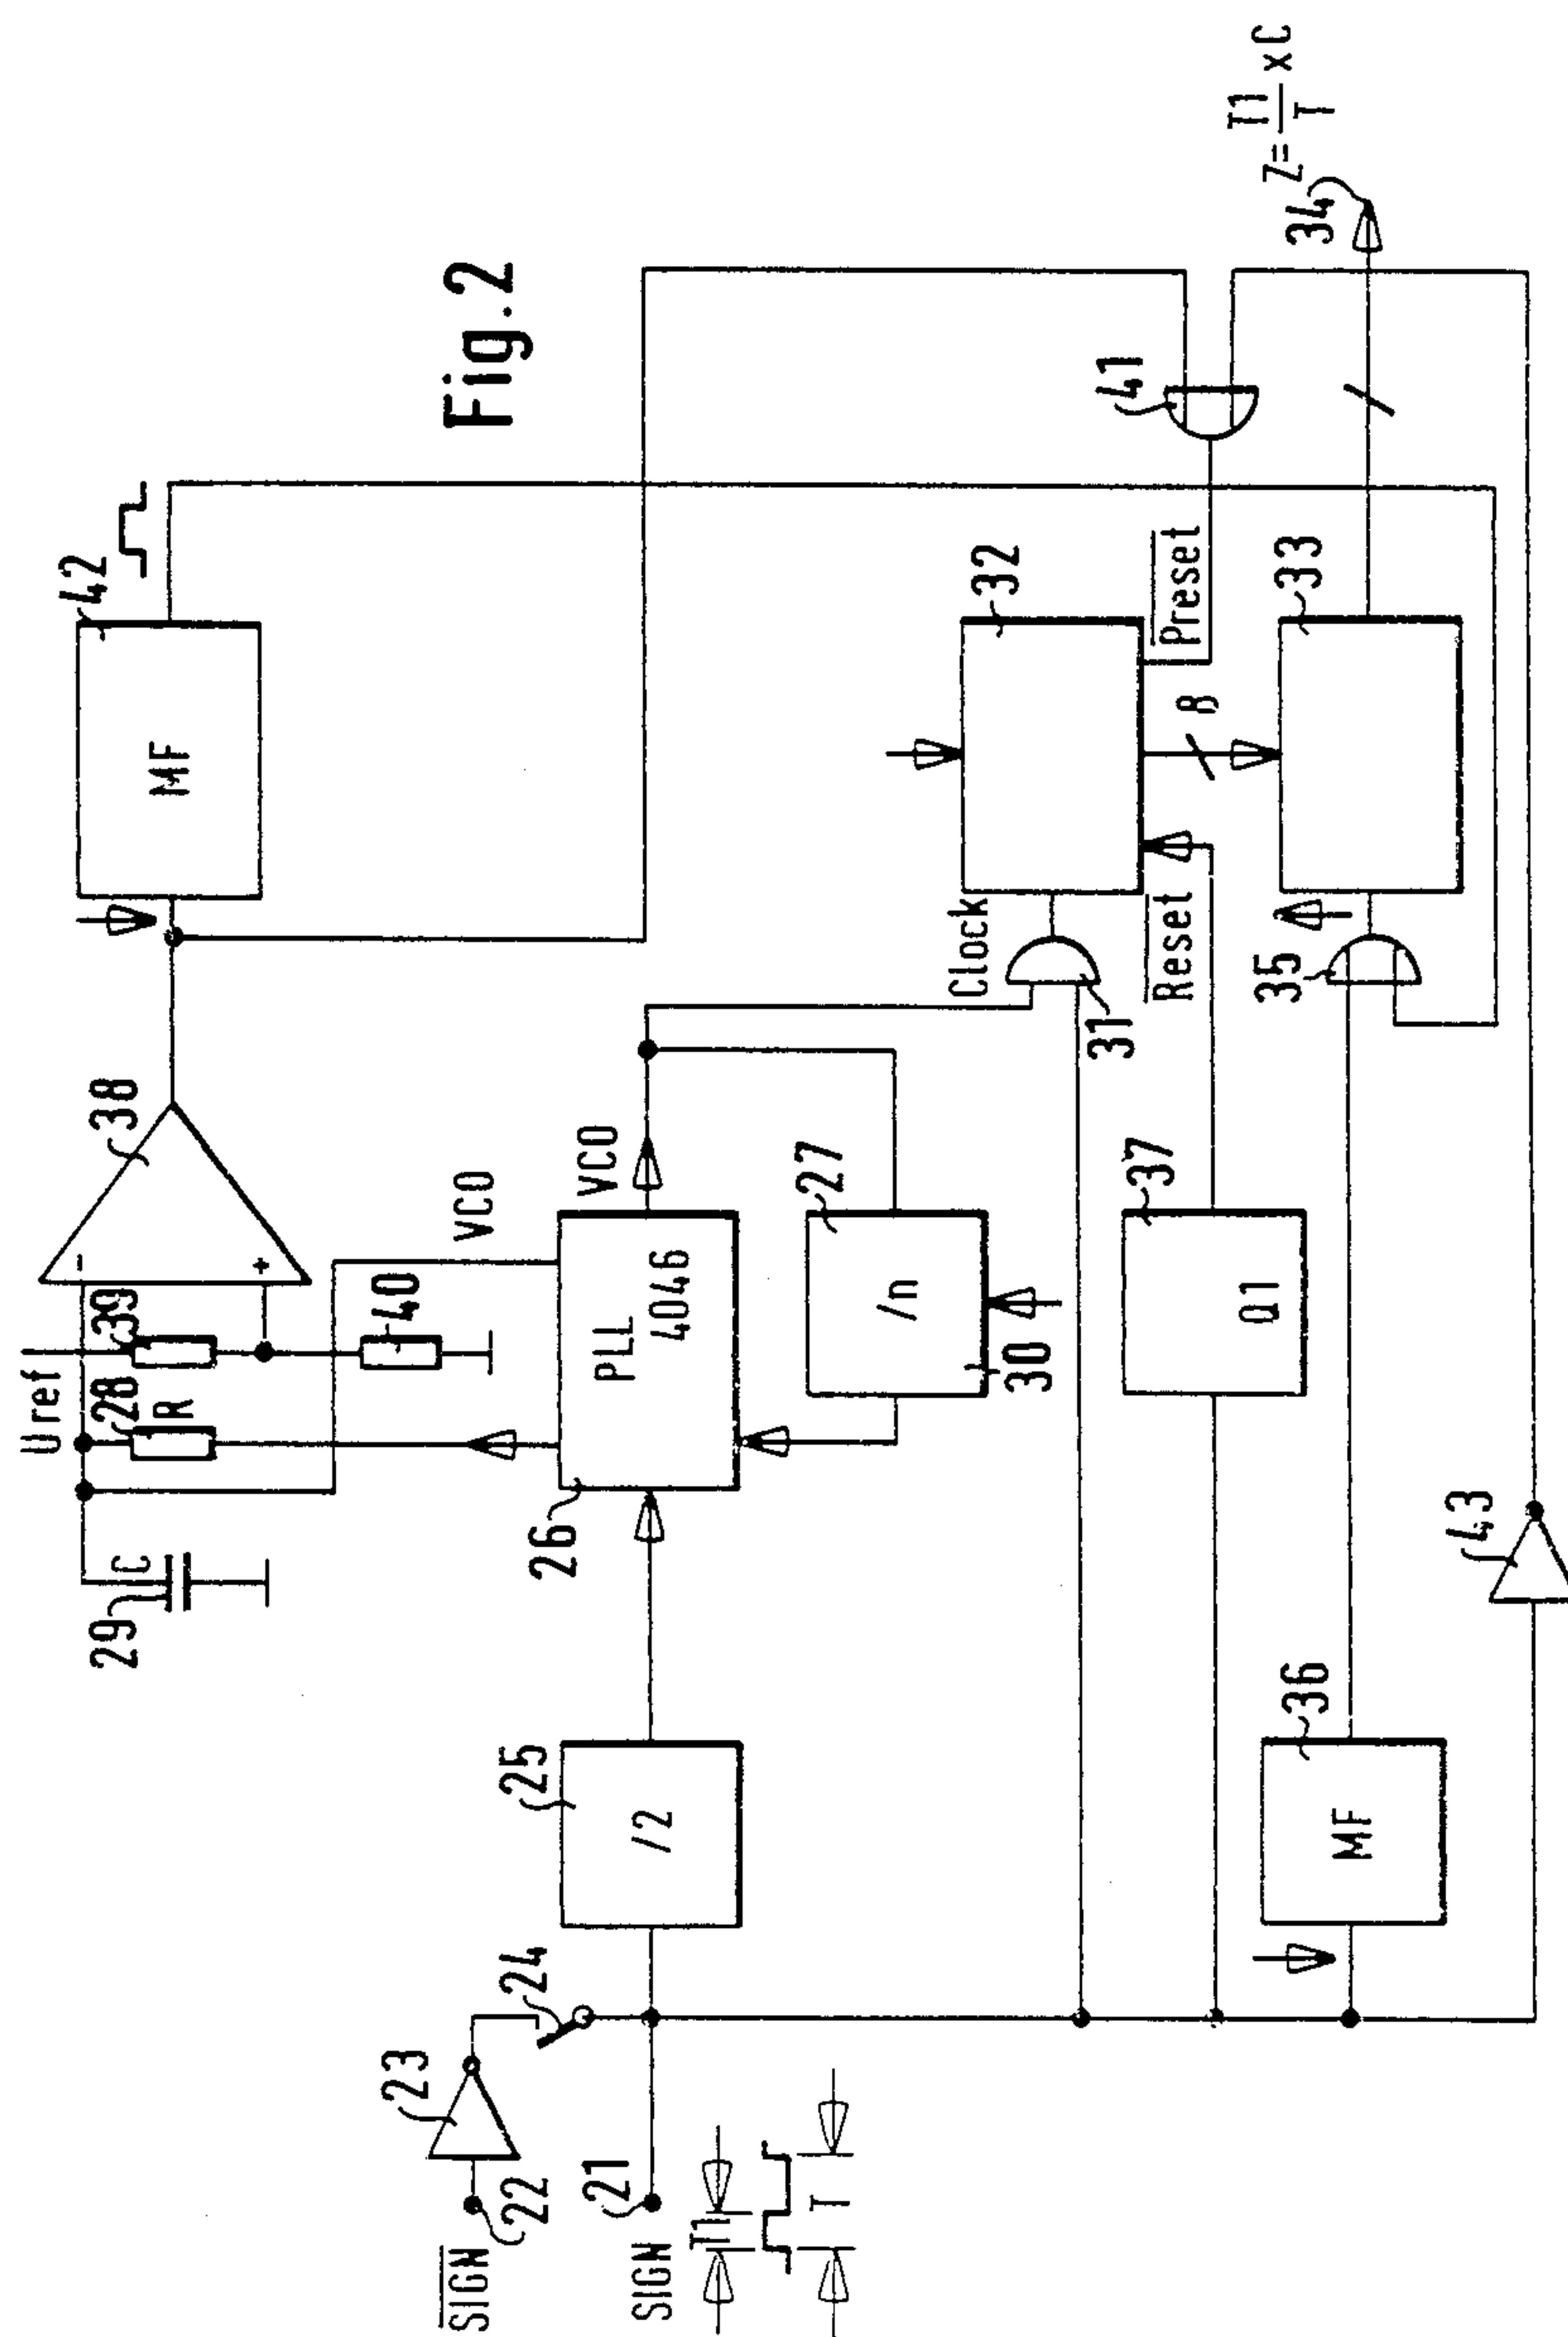 Fig.2
SIGN
22
23
24
SIGN
21
T1
T
25
/2
26
PLL
4046
VCO
VCO
27
/n
30
29
C
28
R
Uref
39
40
-
+
38
42
MF
31
Clock
32
Preset
Reset
8
33
34
Z= T1/T xC
35
36
MF
37
Q1
41
43